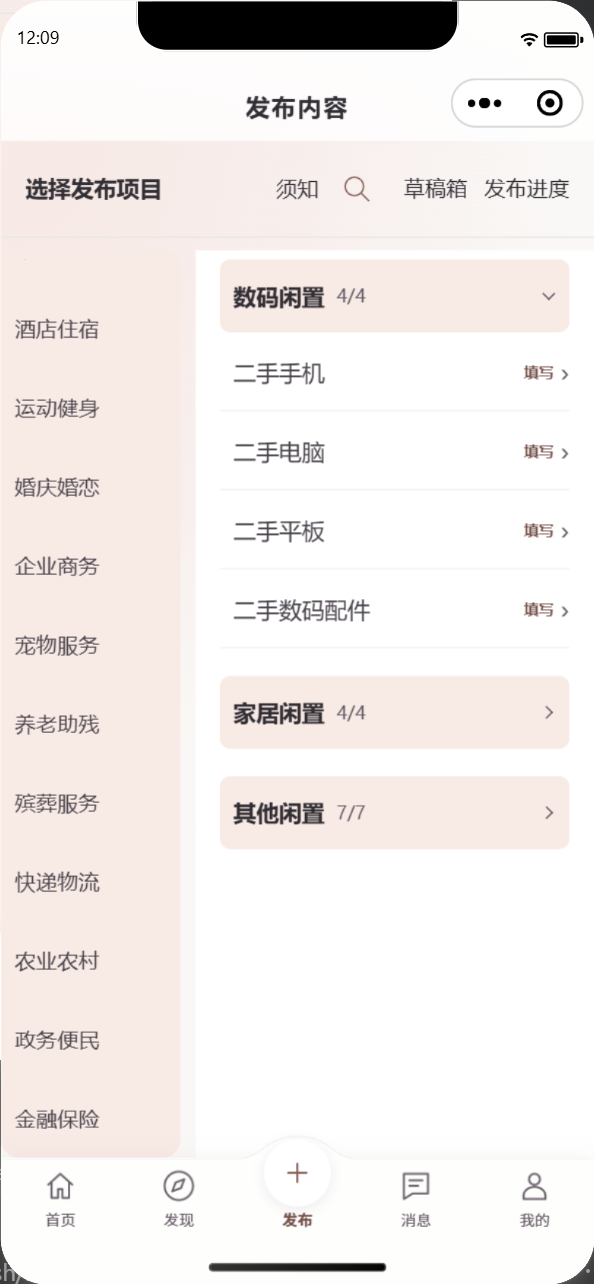 12:09
发布内容
选择发布项目 须知 草稿箱 发布进度
酒店住宿
运动健身
婚庆婚恋
企业商务
宠物服务
养老助残
殡葬服务
快递物流
农业农村
政务便民
金融保险
数码闲置 4/4
二手手机 填写
二手电脑 填写
二手平板 填写
二手数码配件 填写
家居闲置 4/4
其他闲置 7/7
首页 发现 发布 消息 我的